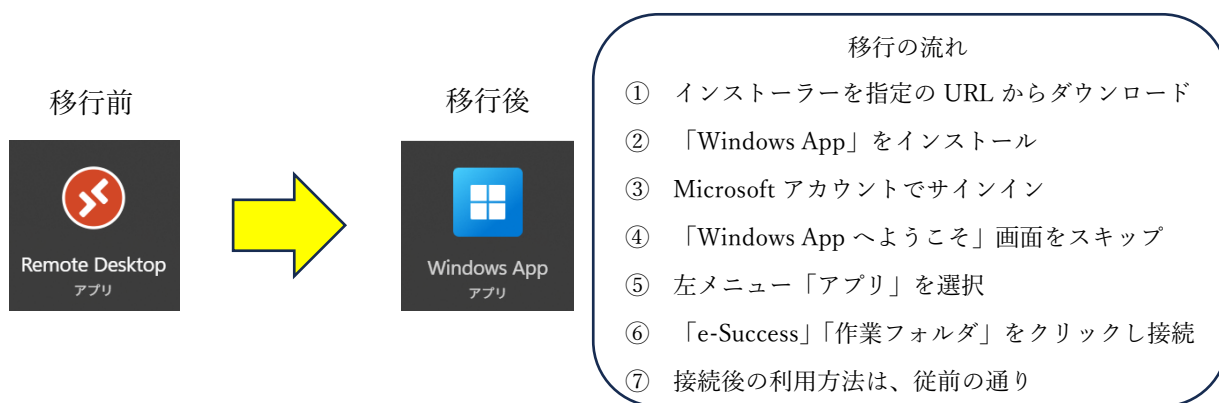 移行前
Remote Desktop
アプリ
移行後
Windows App
アプリ
移行の流れ
① インストーラーを指定の URL からダウンロード
② 「Windows App」をインストール
③ Microsoft アカウントでサインイン
④ 「Windows App へようこそ」画面をスキップ
⑤ 左メニュー「アプリ」を選択
⑥ 「e-Success」「作業フォルダ」をクリックし接続
⑦ 接続後の利用方法は、従前の通り